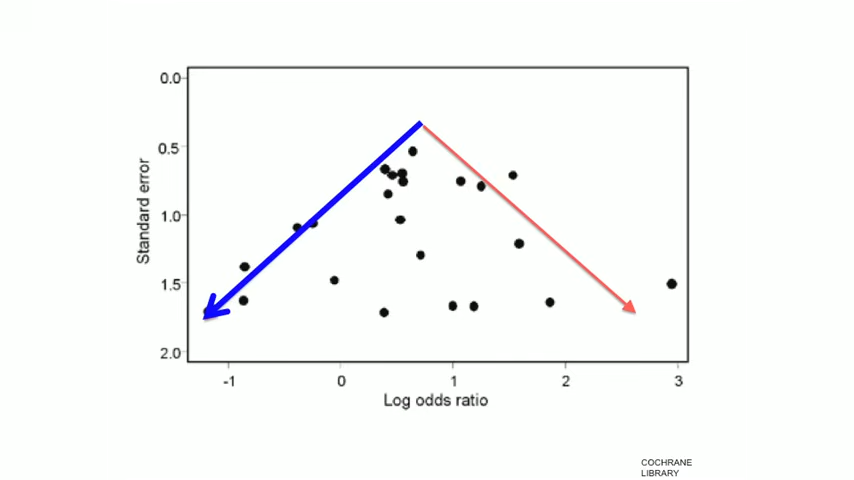 0.0
0.5
1.0
1.5
2.0
Standard error
-1 0 1 2 3
Log odds ratio
COCHRANE
LIBRARY